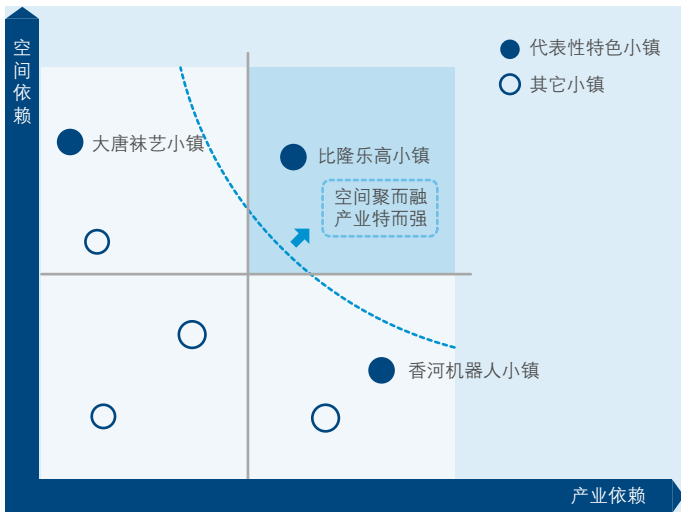 空间依赖
代表性特色小镇
其它小镇
大唐袜艺小镇
比隆乐高小镇
空间聚而融
产业特而强
香河机器人小镇
产业依赖